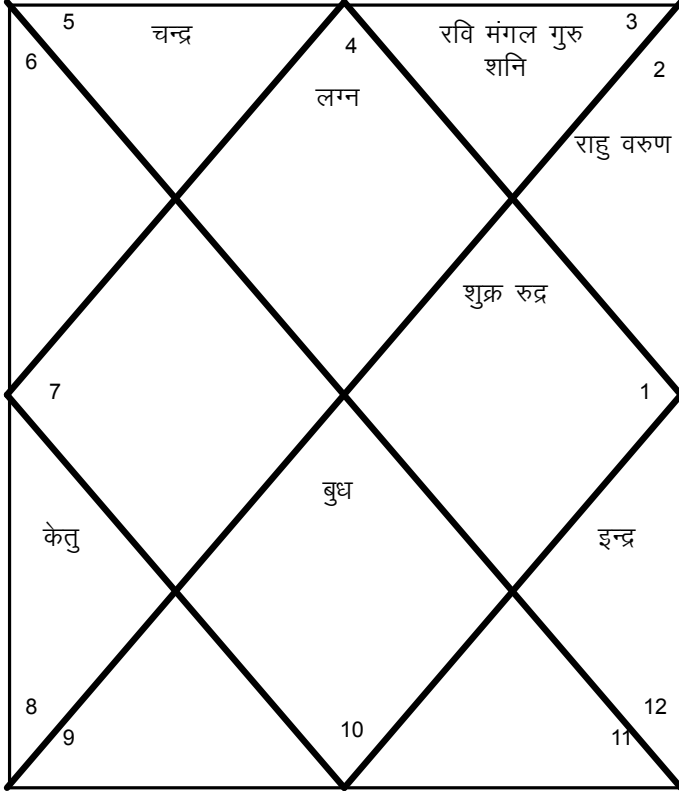 5 चन्द्र 4 रवि मंगल गुरु 3
शनि
6 2
लग्न
राहु वरुण
शुक्र रुद्र
7 1
बुध
केतु इन्द्र
8 12
9 10 11